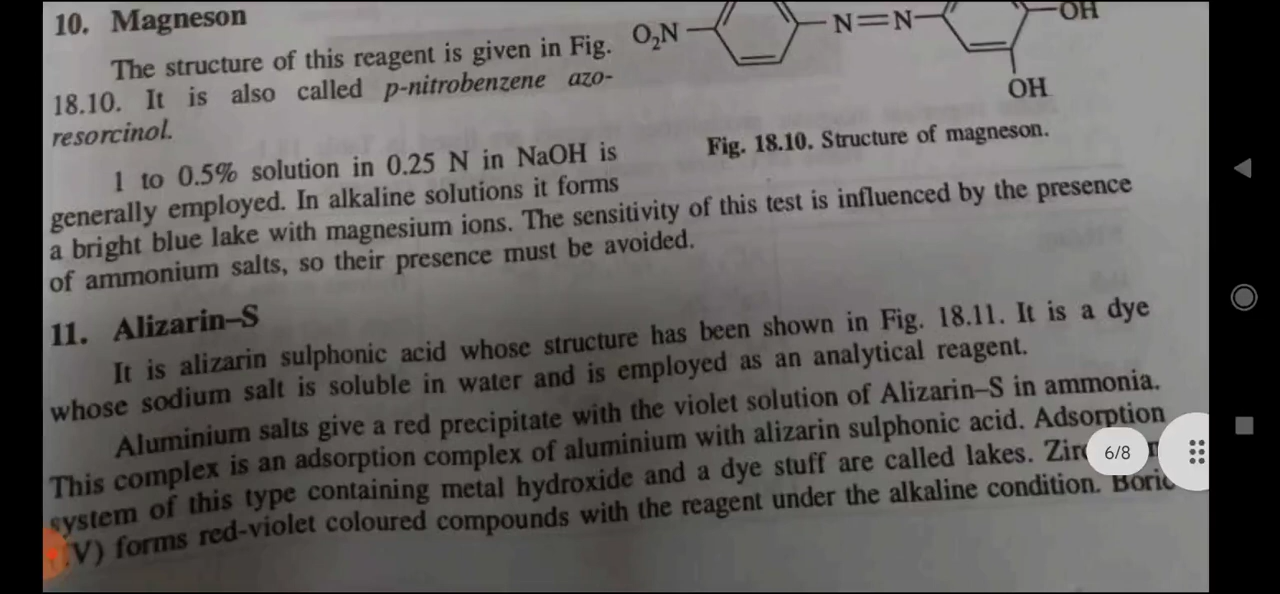 10. Magneson
The structure of this reagent is given in Fig.
18.10. It is also called p-nitrobenzene azo-
resorcinol.
O₂N
N=N
OH
OH
Fig. 18.10. Structure of magneson.
1 to 0.5% solution in 0.25 N in NaOH is
generally employed. In alkaline solutions it forms
a bright blue lake with magnesium ions. The sensitivity of this test is influenced by the presence
of ammonium salts, so their presence must be avoided.
11. Alizarin–S
It is alizarin sulphonic acid whose structure has been shown in Fig. 18.11. It is a dye
whose sodium salt is soluble in water and is employed as an analytical reagent.
Aluminium salts give a red precipitate with the violet solution of Alizarin–S in ammonia.
This complex is an adsorption complex of aluminium with alizarin sulphonic acid. Adsorption
system of this type containing metal hydroxide and a dye stuff are called lakes.
V) forms red-violet coloured compounds with the reagent under the alkaline condition. Boric
6/8